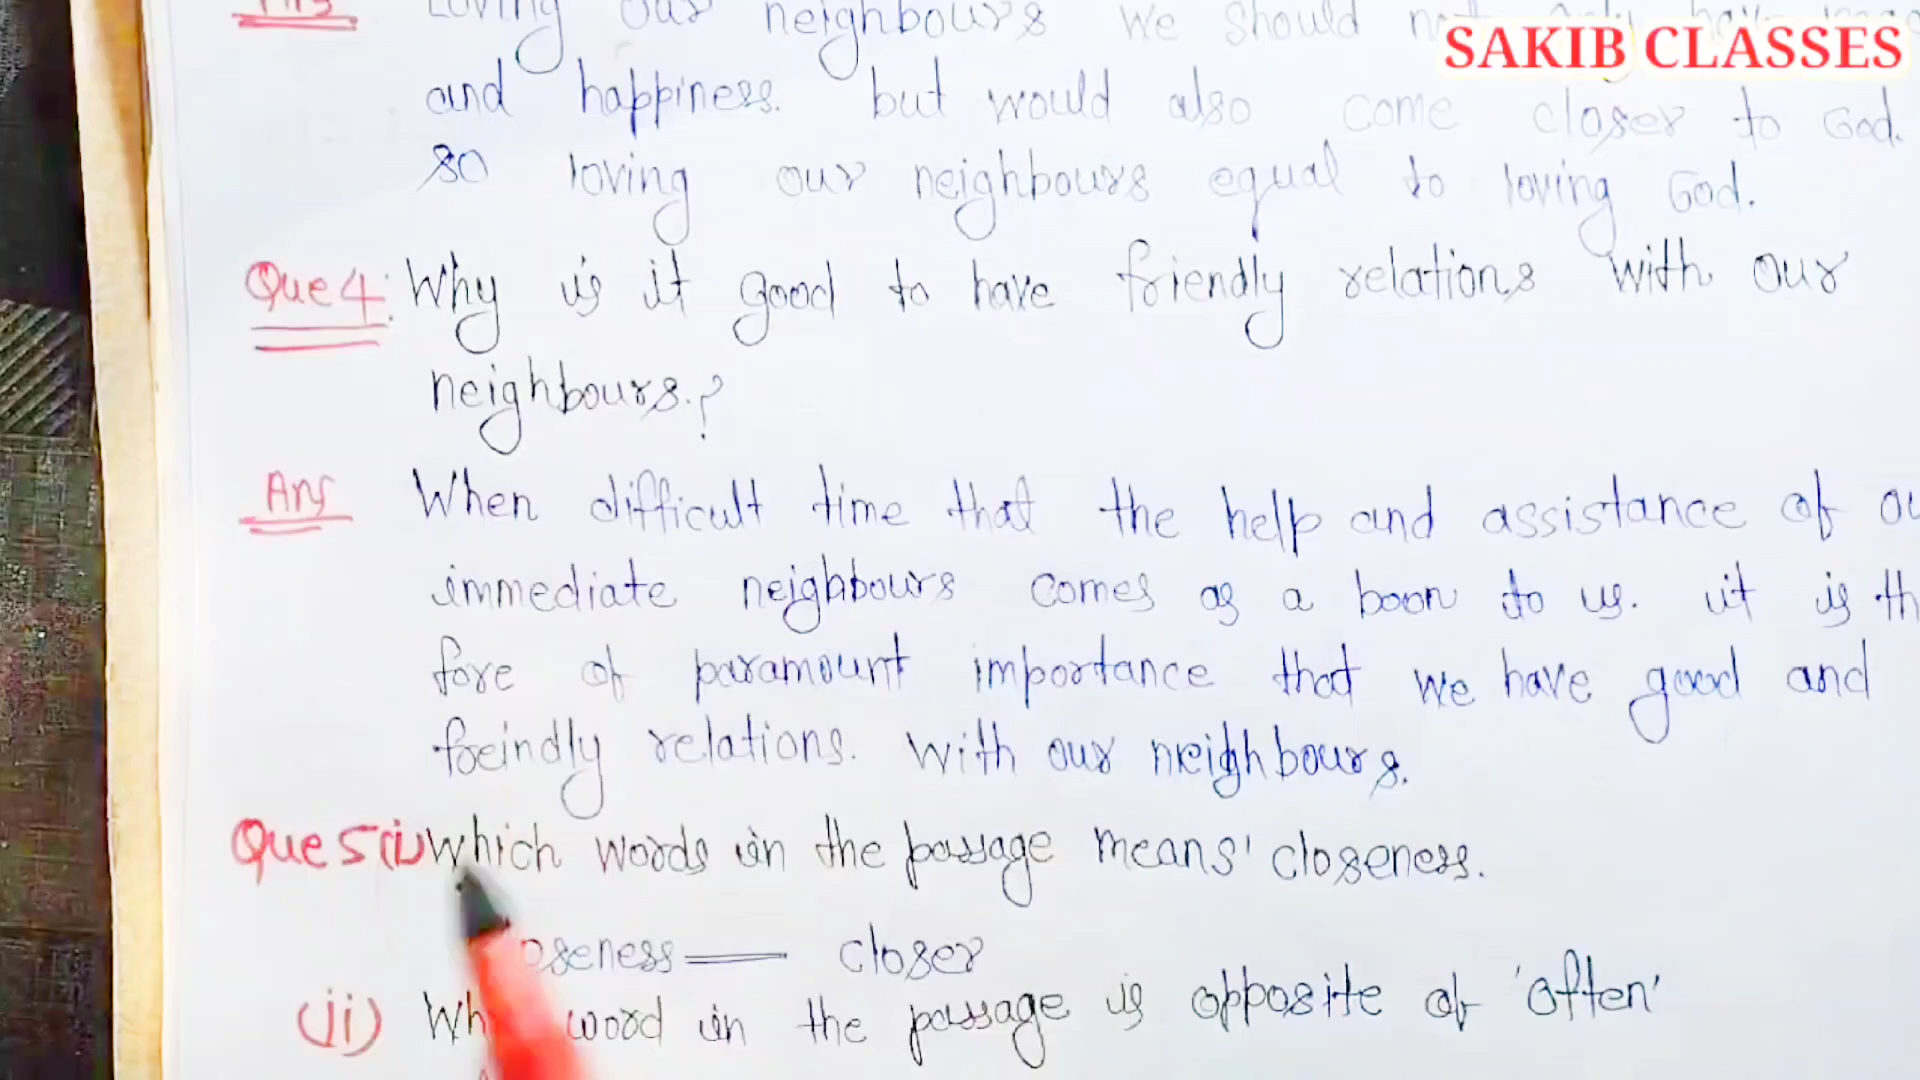 Ans Loving our neighbours we should
SAKIB CLASSES
and happiness. but would also come closer to God.
so loving our neighbours equal to loving God.
Que 4: Why is it good to have friendly relations with our
neighbours.?
Ans When difficult time that the help and assistance of
immediate neighbours comes as a boon to us. it is
fore of paramount importance that we have good and
freindly relations. with our neighbours.
Que 5(i) Which words in the passage means' closeness.
closer
(ii) word in the passage is opposite of 'often'